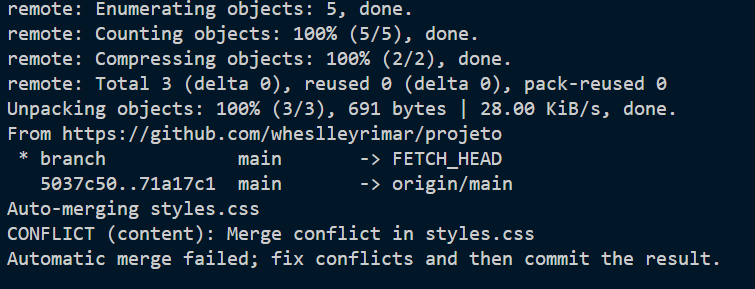 remote: Enumerating objects: 5, done.
remote: Counting objects: 100% (5/5), done.
remote: Compressing objects: 100% (2/2), done.
remote: Total 3 (delta 0), reused 0 (delta 0), pack-reused 0
Unpacking objects: 100% (3/3), 691 bytes | 28.00 KiB/s, done.
From https://github.com/wheslleyrimar/projeto
 * branch            main       -> FETCH_HEAD
   5037c50..71a17c1  main       -> origin/main
Auto-merging styles.css
CONFLICT (content): Merge conflict in styles.css
Automatic merge failed; fix conflicts and then commit the result.